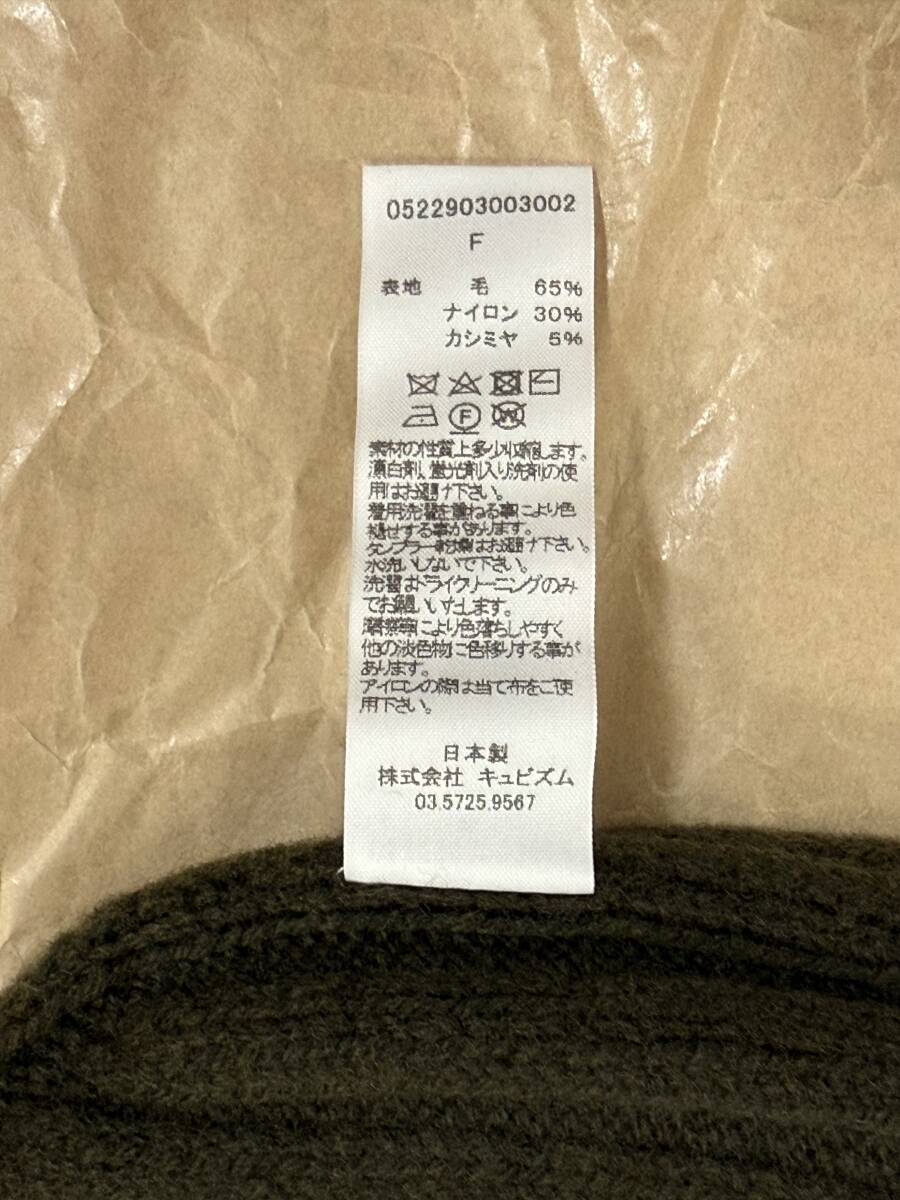 0522903003002
F
表地 毛 65%
ナイロン 30%
カシミヤ 5%
F
W
素材の性質上多少収縮します。
漂白剤、蛍光剤入り洗剤の使
用はお避け下さい。
着用洗濯を重ねる事により色
褪せする事があります。
タンブラー乾燥はお避け下さい。
水洗いしないで下さい。
洗濯はドライクリーニングのみ
でお願いいたします。
摩擦等により色落ちしやすく
他の淡色物に色移りする事が
あります。
アイロンの際は当て布をご使
用下さい。
日本製
株式会社 キュビズム
03.5725.9567